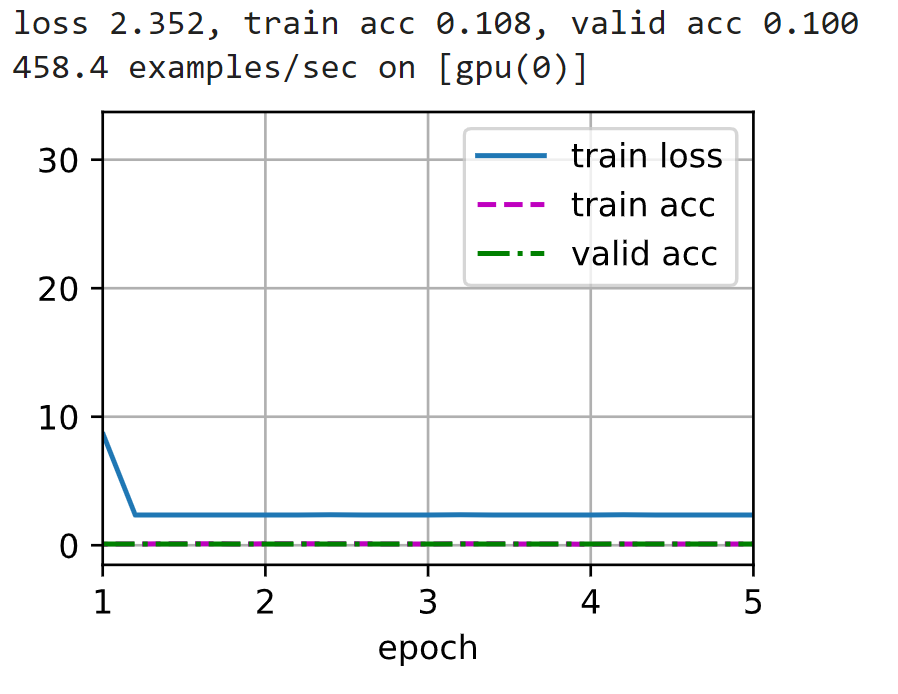 loss 2.352, train acc 0.108, valid acc 0.100
458.4 examples/sec on [gpu(0)]
train loss
train acc
valid acc
30
20
10
0
1 2 3 4 5
epoch